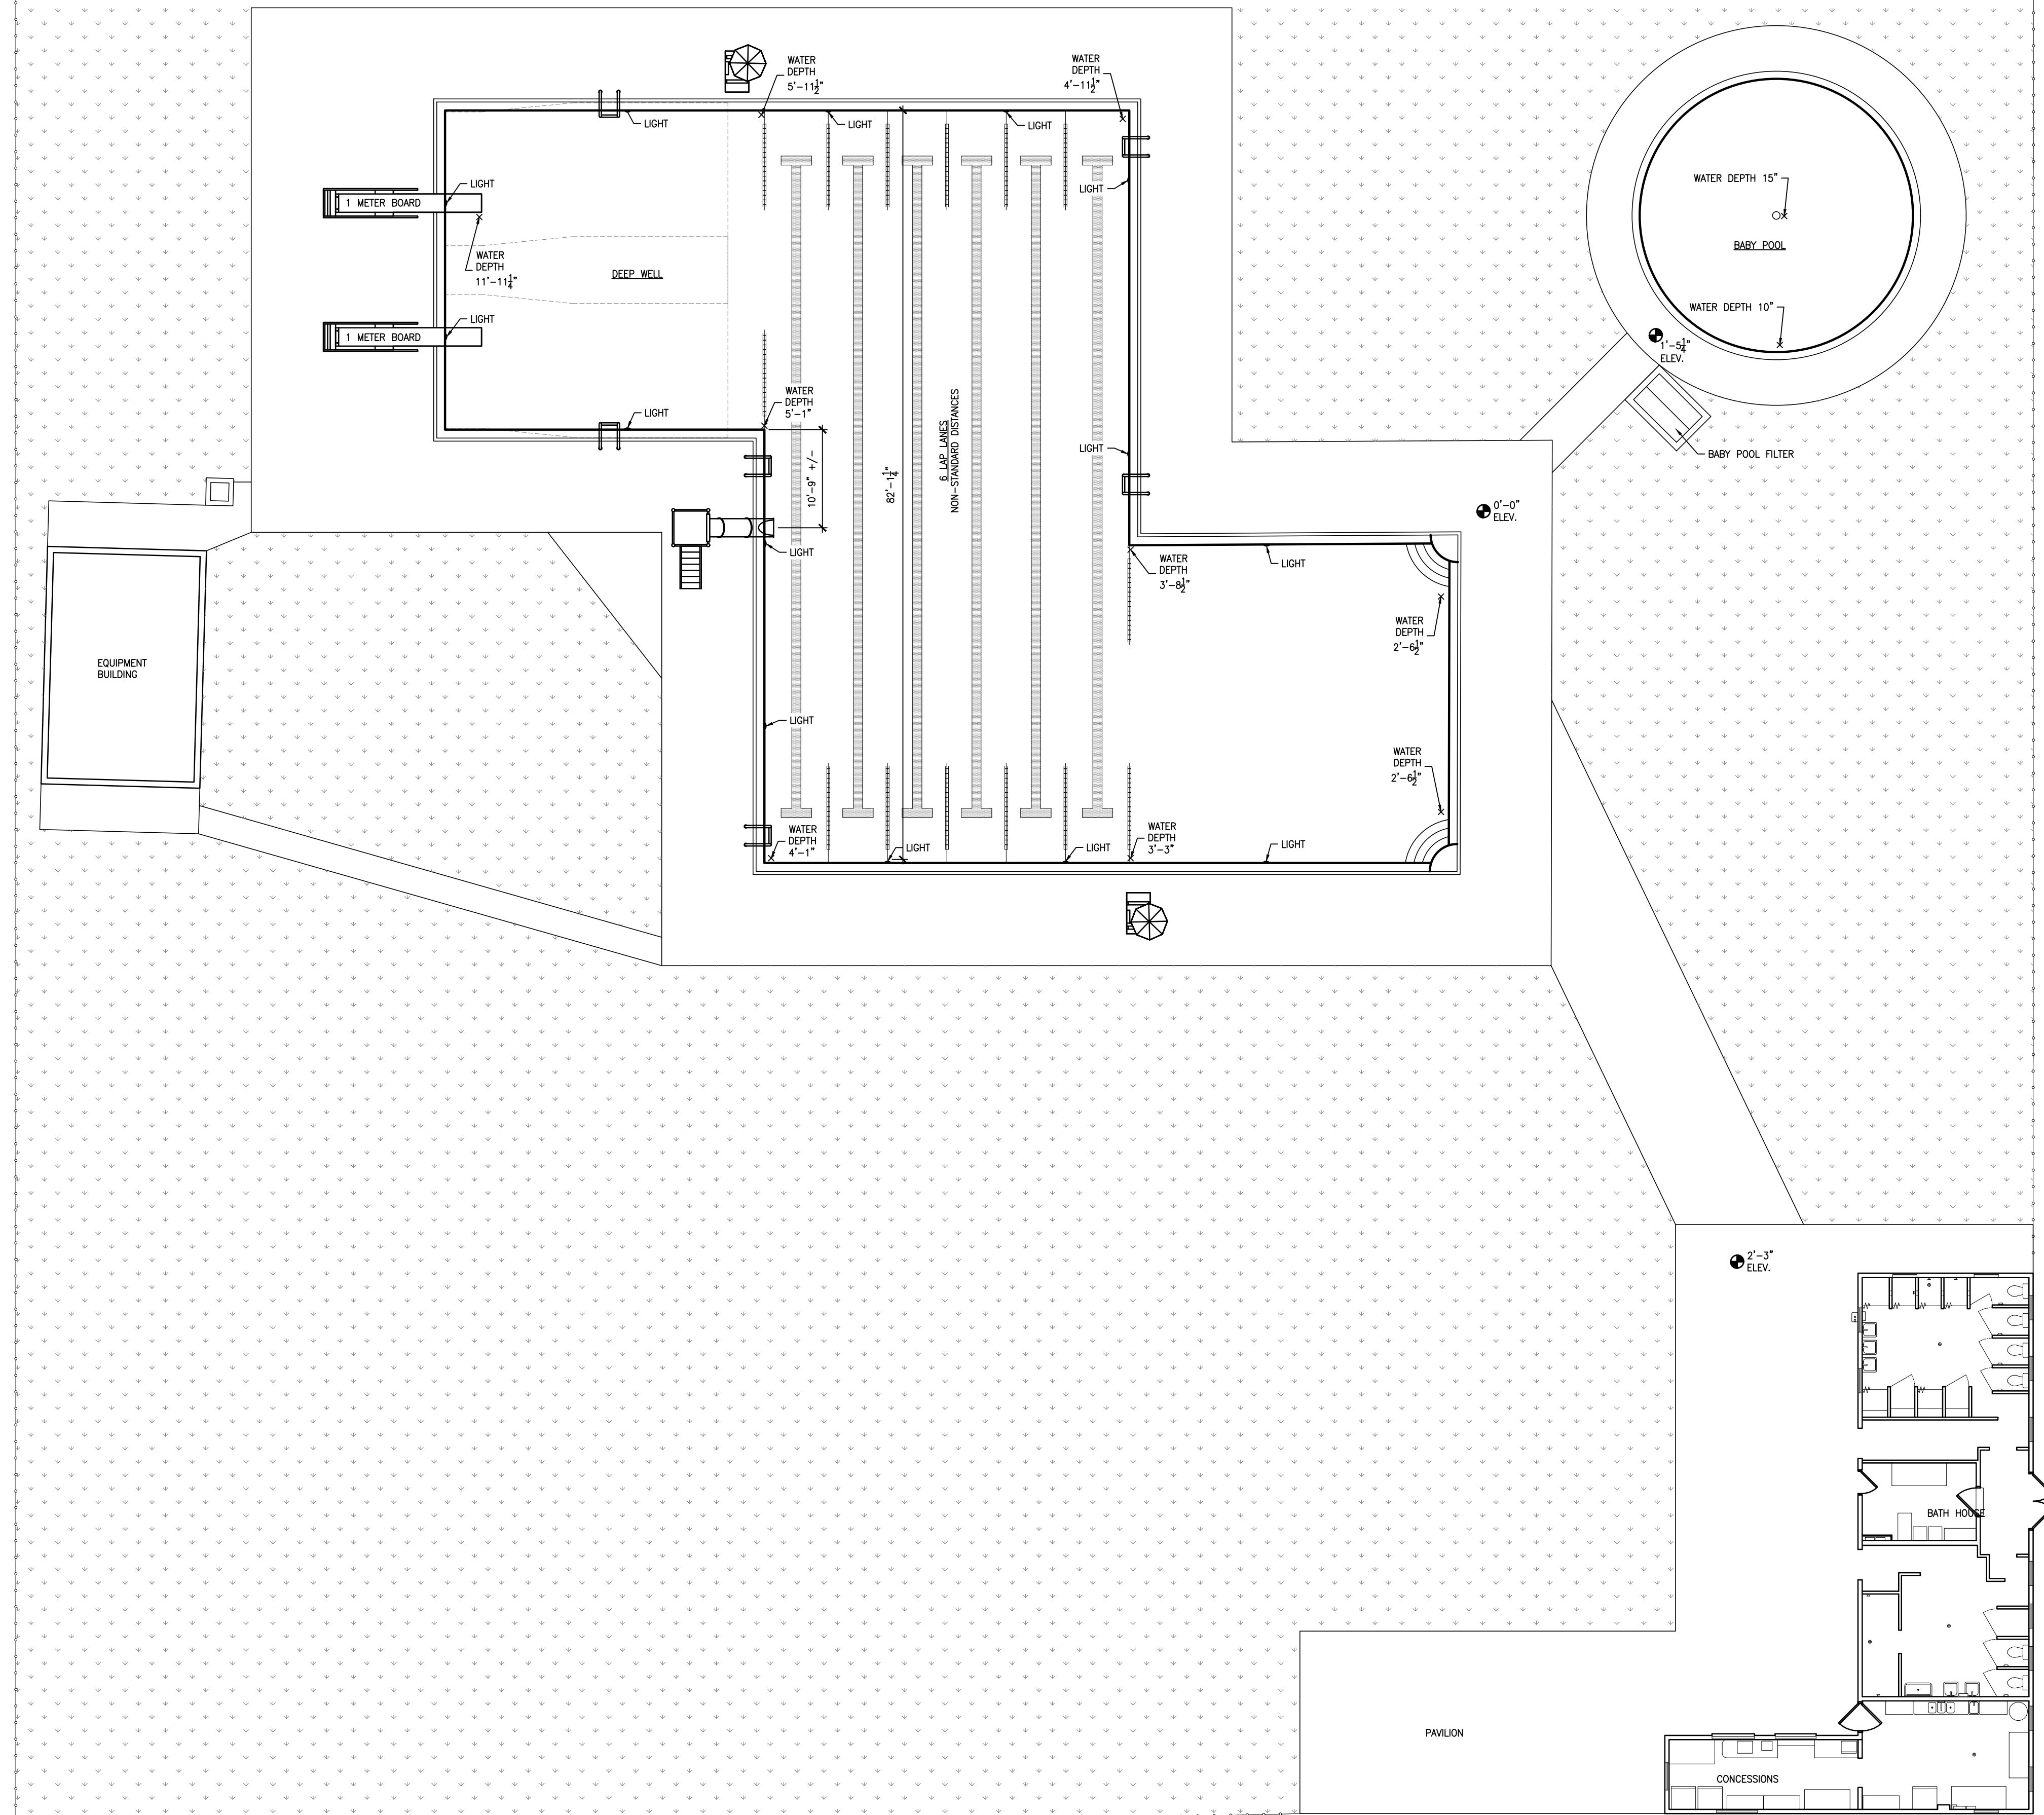 WATER
DEPTH
5'-11½"
WATER
DEPTH
4'-11½"
LIGHT
LIGHT
LIGHT
LIGHT
1 METER BOARD
LIGHT
WATER DEPTH 15"
BABY POOL
WATER
DEPTH
11'-11¼"
DEEP WELL
WATER DEPTH 10"
LIGHT
1 METER BOARD
1'-5¼"
ELEV.
WATER
DEPTH
5'-1"
LIGHT
10'-9" +/-
82'-1¼"
6 LAP LANES
NON-STANDARD DISTANCES
LIGHT
BABY POOL FILTER
0'-0"
ELEV.
LIGHT
WATER
DEPTH
3'-8½"
LIGHT
WATER
DEPTH
2'-6½"
EQUIPMENT
BUILDING
LIGHT
WATER
DEPTH
2'-6½"
WATER
DEPTH
4'-1"
LIGHT
LIGHT
WATER
DEPTH
3'-3"
LIGHT
2'-3"
ELEV.
BATH HOUSE
PAVILION
CONCESSIONS